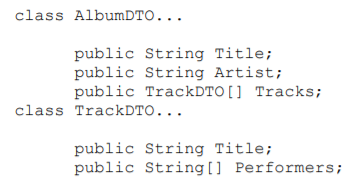 class AlbumDTO...
public String Title;
public String Artist;
public TrackDTO[] Tracks;
class TrackDTO...
public String Title;
public String[] Performers;